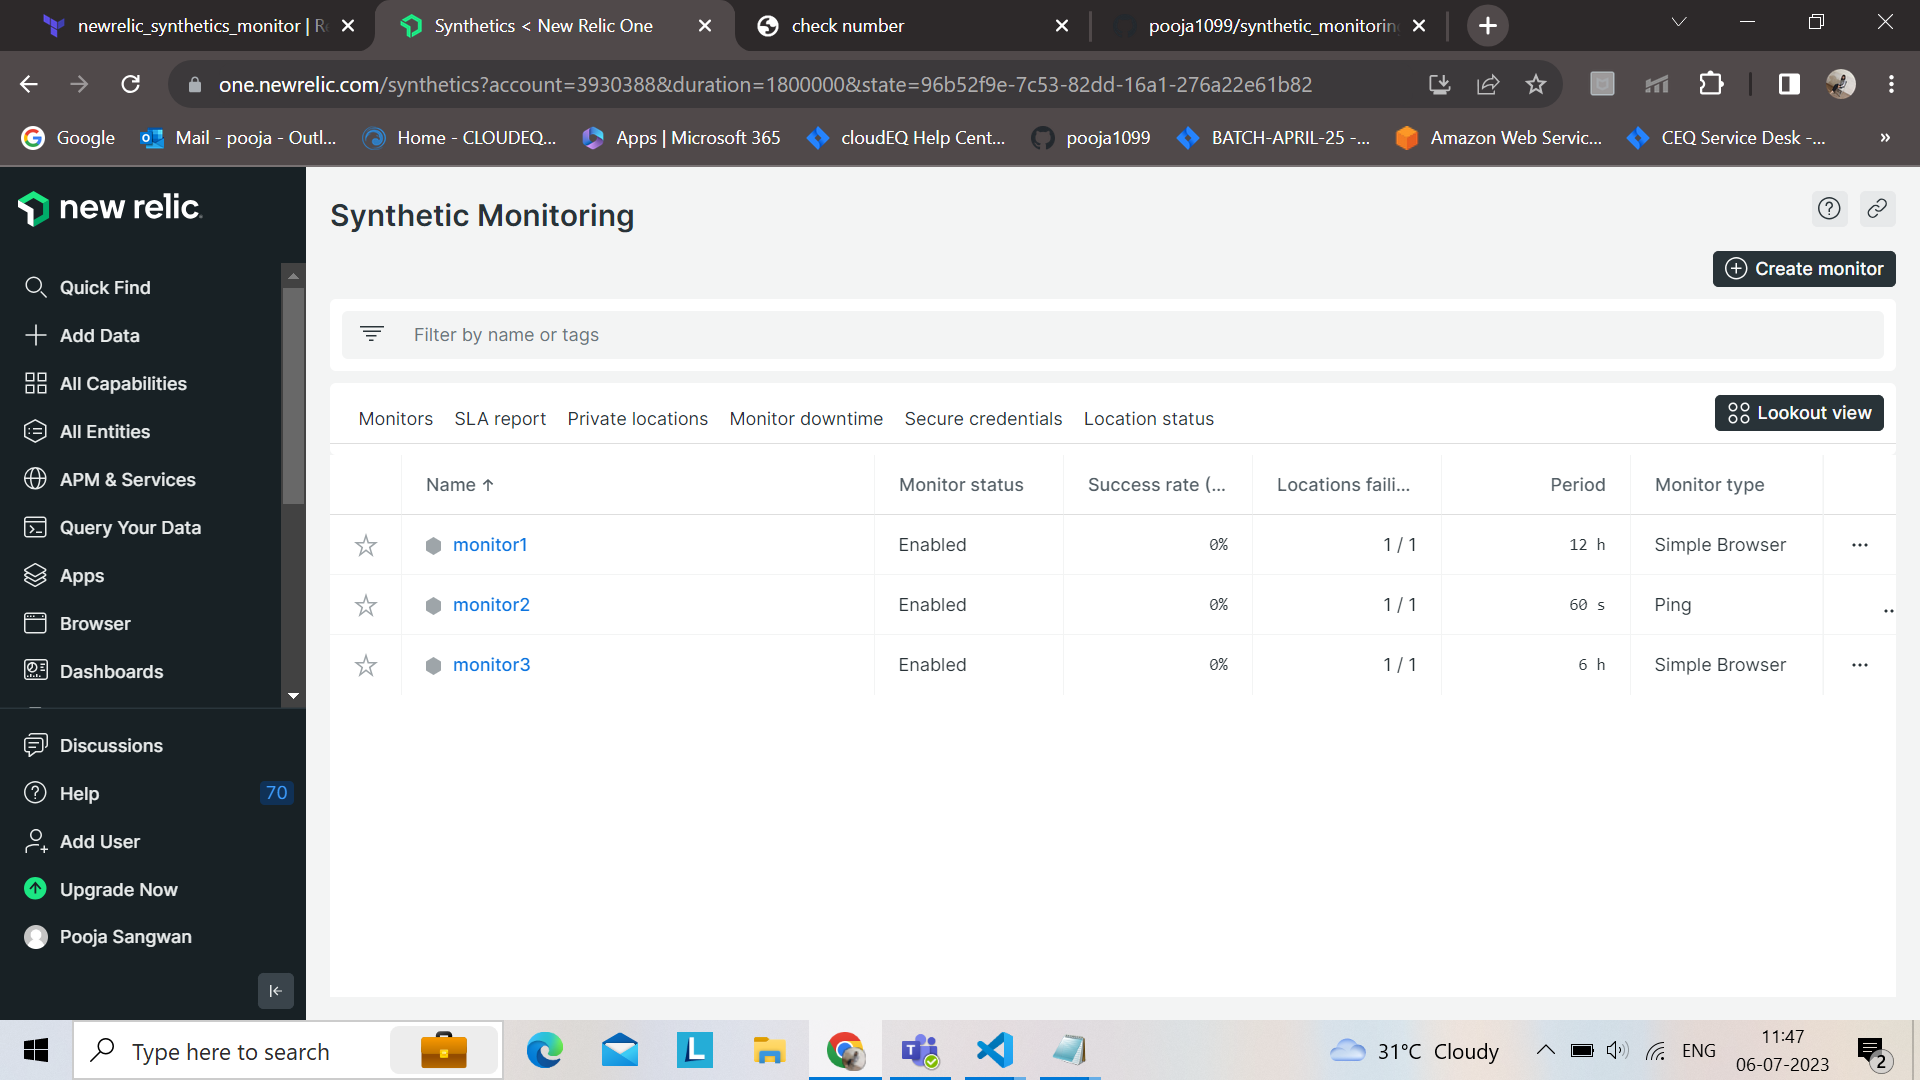 newrelic_synthetics_monitor | Re
Synthetics < New Relic One
check number
pooja1099/synthetic_monitoring
one.newrelic.com/synthetics?account=3930388&duration=1800000&state=96b52f9e-7c53-82dd-16a1-276a22e61b82
Google
Mail - pooja - Outl...
Home - CLOUDEQ...
Apps | Microsoft 365
cloudEQ Help Cent...
pooja1099
BATCH-APRIL-25 -...
Amazon Web Servic...
CEQ Service Desk -...
»
new relic
Quick Find
Add Data
All Capabilities
All Entities
APM & Services
Query Your Data
Apps
Browser
Dashboards
Discussions
Help 70
Add User
Upgrade Now
Pooja Sangwan
Synthetic Monitoring
Create monitor
Filter by name or tags
Monitors SLA report Private locations Monitor downtime Secure credentials Location status
Lookout view
Name ↑ Monitor status Success rate (... Locations faili... Period Monitor type
monitor1 Enabled 0% 1 / 1 12 h Simple Browser ...
monitor2 Enabled 0% 1 / 1 60 s Ping ..
monitor3 Enabled 0% 1 / 1 6 h Simple Browser ...
Type here to search
L
31°C Cloudy
ENG
11:47
06-07-2023
2